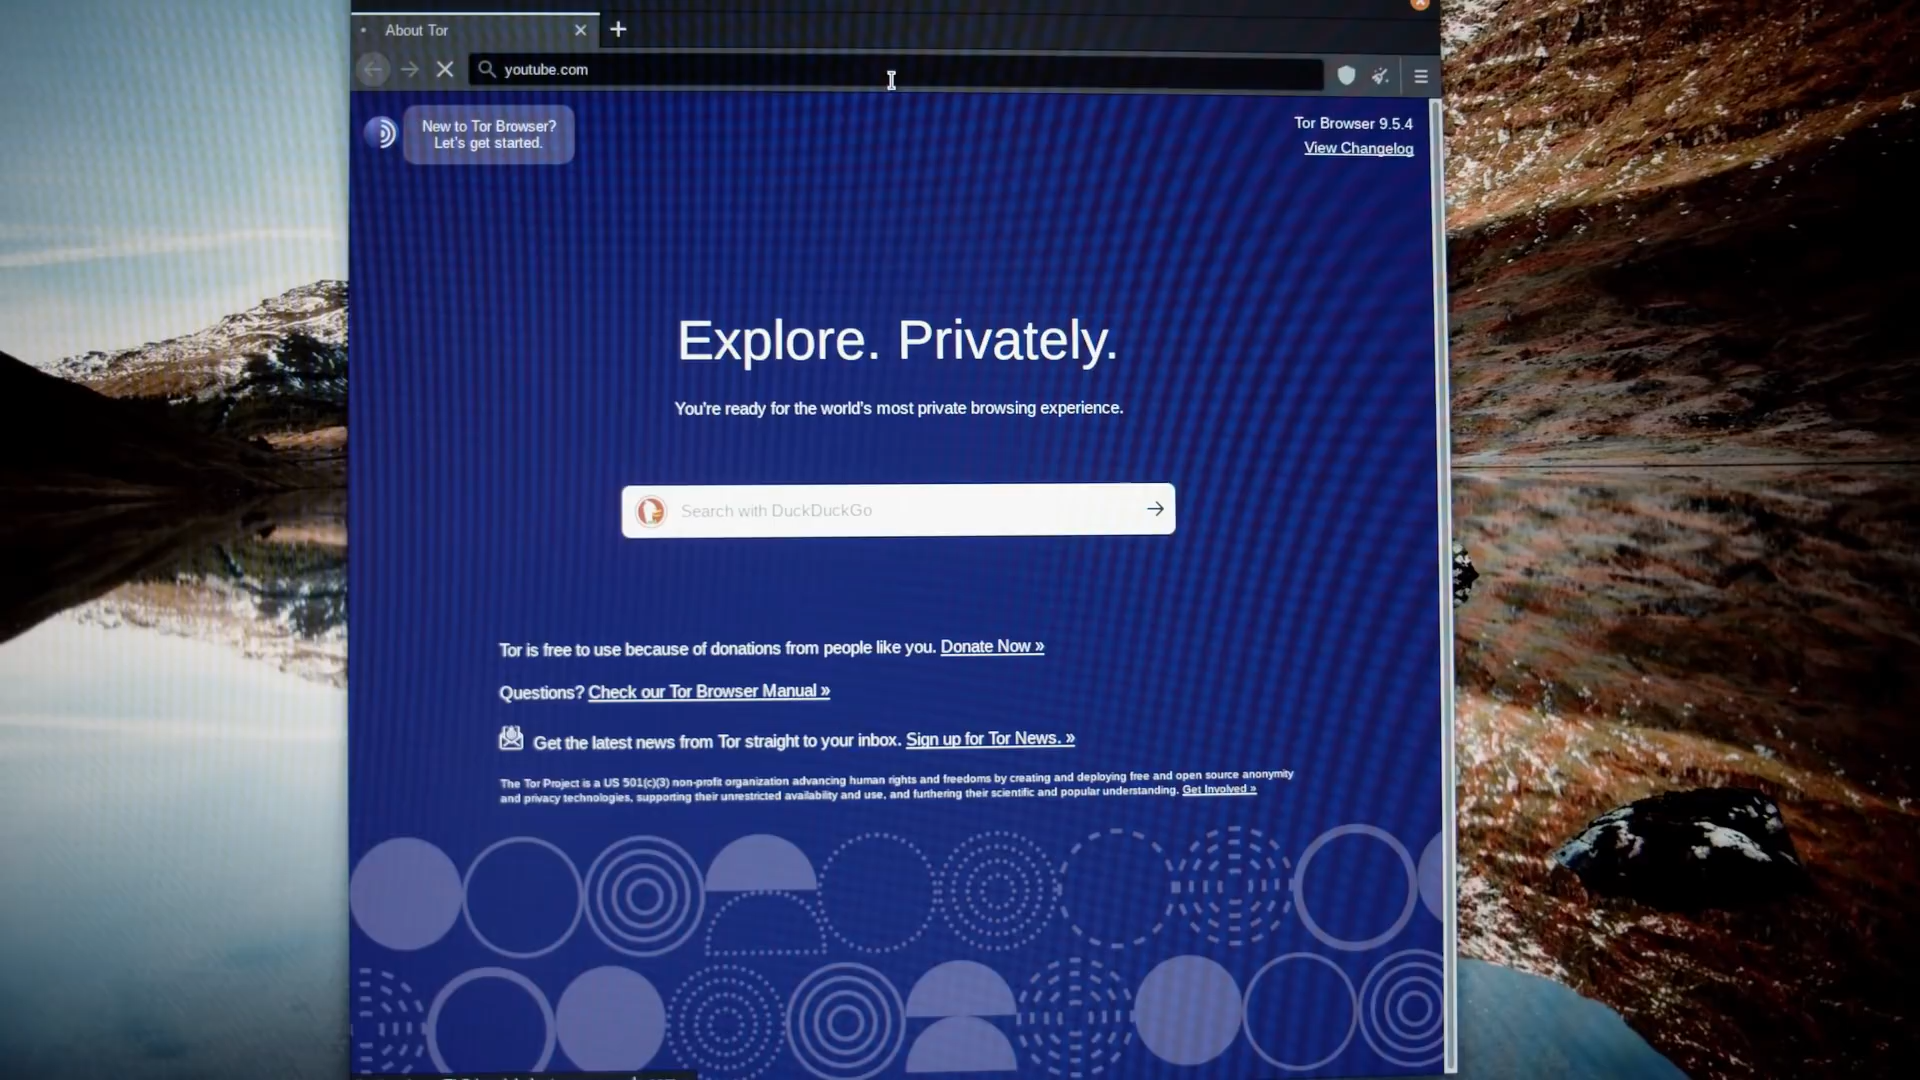 About Tor
youtube.com
New to Tor Browser?
Let's get started.
Tor Browser 9.5.4
View Changelog
Explore. Privately.
You're ready for the world's most private browsing experience.
Search with DuckDuckGo
Tor is free to use because of donations from people like you. Donate Now »
Questions? Check our Tor Browser Manual »
Get the latest news from Tor straight to your inbox. Sign up for Tor News. »
The Tor Project is a US 501(c)(3) non-profit organization advancing human rights and freedoms by creating and deploying free and open source anonymity
and privacy technologies, supporting their unrestricted availability and use, and furthering their scientific and popular understanding. Get Involved »